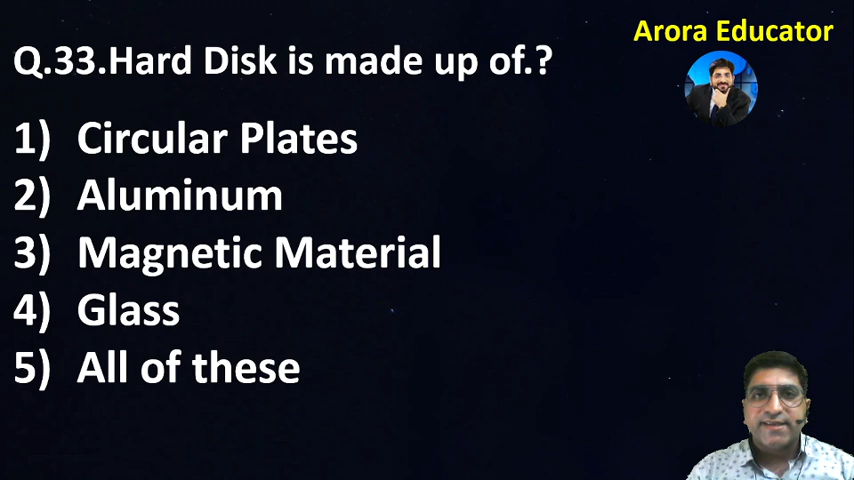 Arora Educator
Q.33.Hard Disk is made up of.?
1) Circular Plates
2) Aluminum
3) Magnetic Material
4) Glass
5) All of these